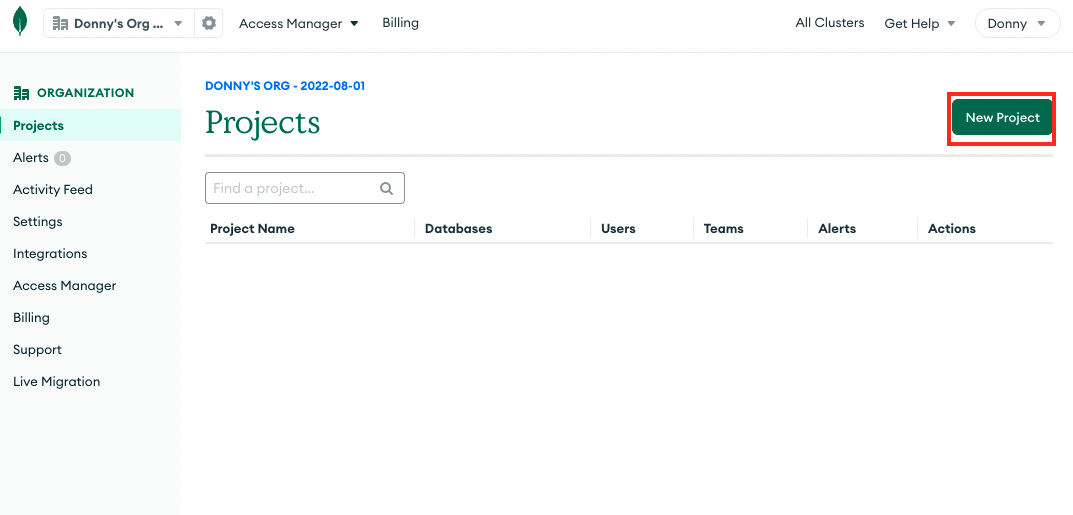 Donny's Org ... Access Manager Billing All Clusters Get Help Donny
ORGANIZATION
Projects
Alerts 0
Activity Feed
Settings
Integrations
Access Manager
Billing
Support
Live Migration
DONNY'S ORG - 2022-08-01
Projects
New Project
Find a project...
Project Name Databases Users Teams Alerts Actions